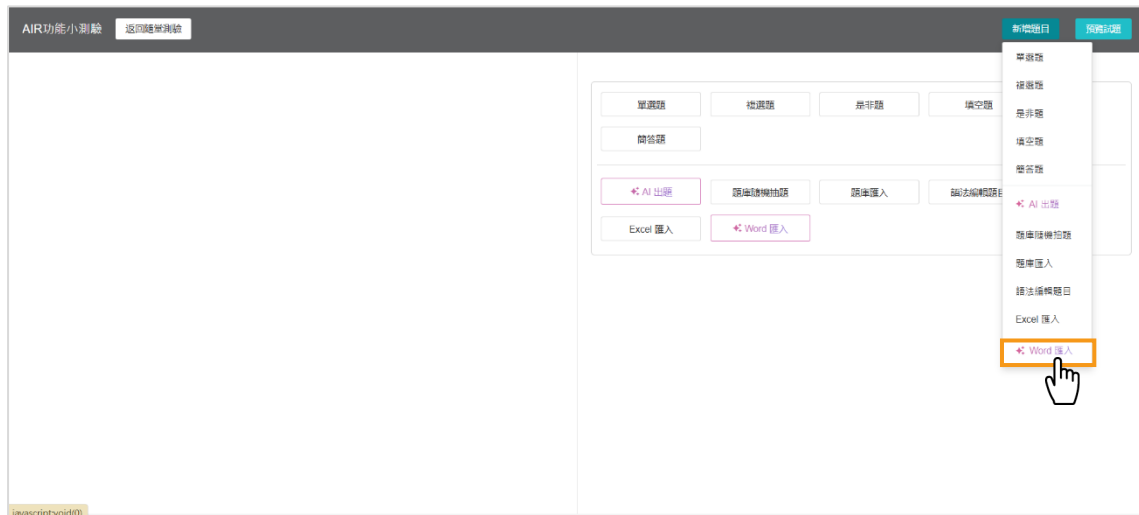 AIR功能小測驗 返回隨堂測驗 新增題目 預覽試題
單選題 複選題 是非題 填空題
簡答題
AI 出題 題庫隨機抽題 題庫匯入 語法編輯題目
Excel 匯入 Word 匯入
單選題
複選題
是非題
填空題
簡答題
AI 出題
題庫隨機抽題
題庫匯入
語法編輯題目
Excel 匯入
Word 匯入
javascript:void(0)